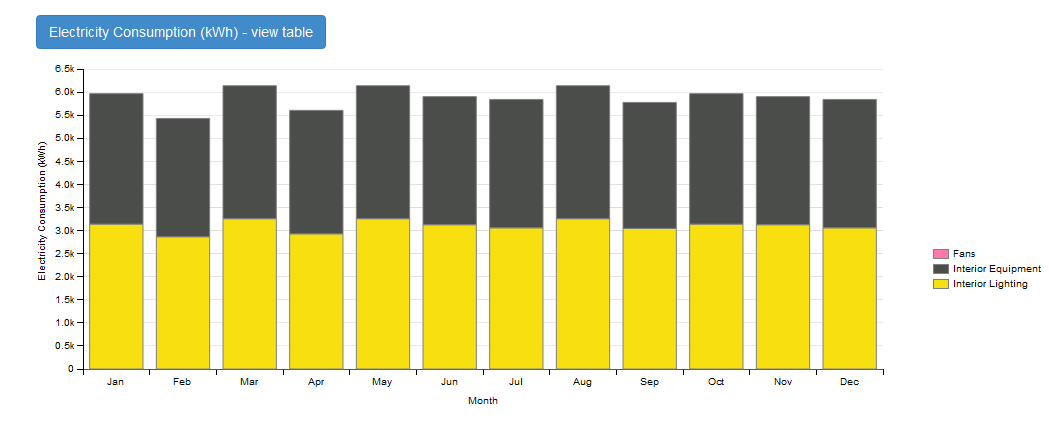 Electricity Consumption (kWh) - view table
6.5k
6.0k
5.5k
5.0k
4.5k
4.0k
3.5k
3.0k
2.5k
2.0k
1.5k
1.0k
0.5k
0
Electricity Consumption (kWh)
Jan Feb Mar Apr May Jun Jul Aug Sep Oct Nov Dec
Month
Fans
Interior Equipment
Interior Lighting